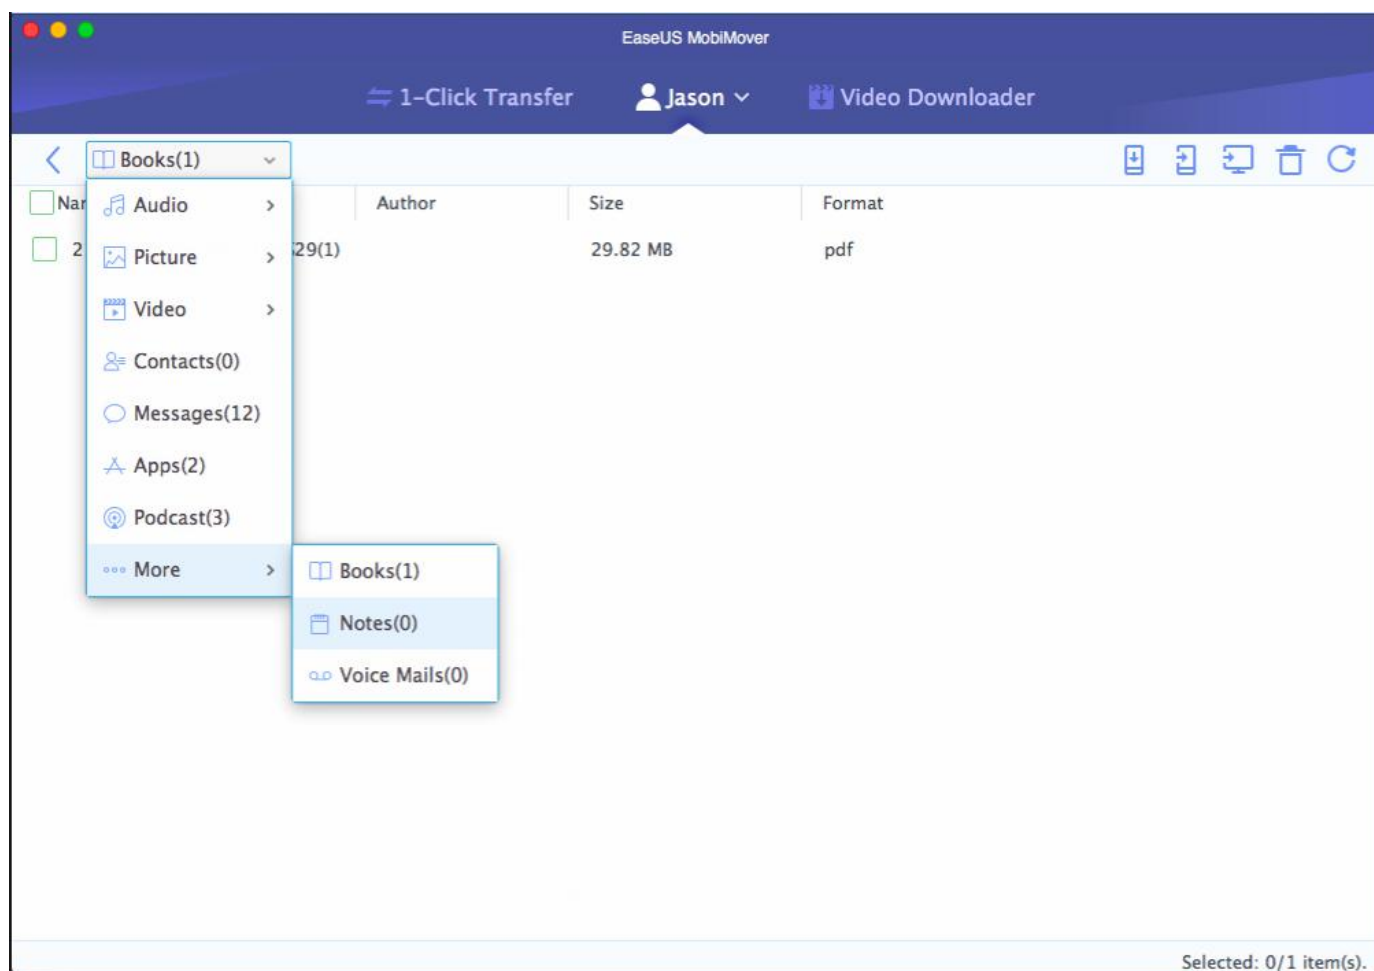 EaseUS MobiMover
1-Click Transfer Jason Video Downloader
Books(1)
Author Size Format
29(1) 29.82 MB pdf
Audio
Picture
Video
Contacts(0)
Messages(12)
Apps(2)
Podcast(3)
More
Books(1)
Notes(0)
Voice Mails(0)
Selected: 0/1 item(s).